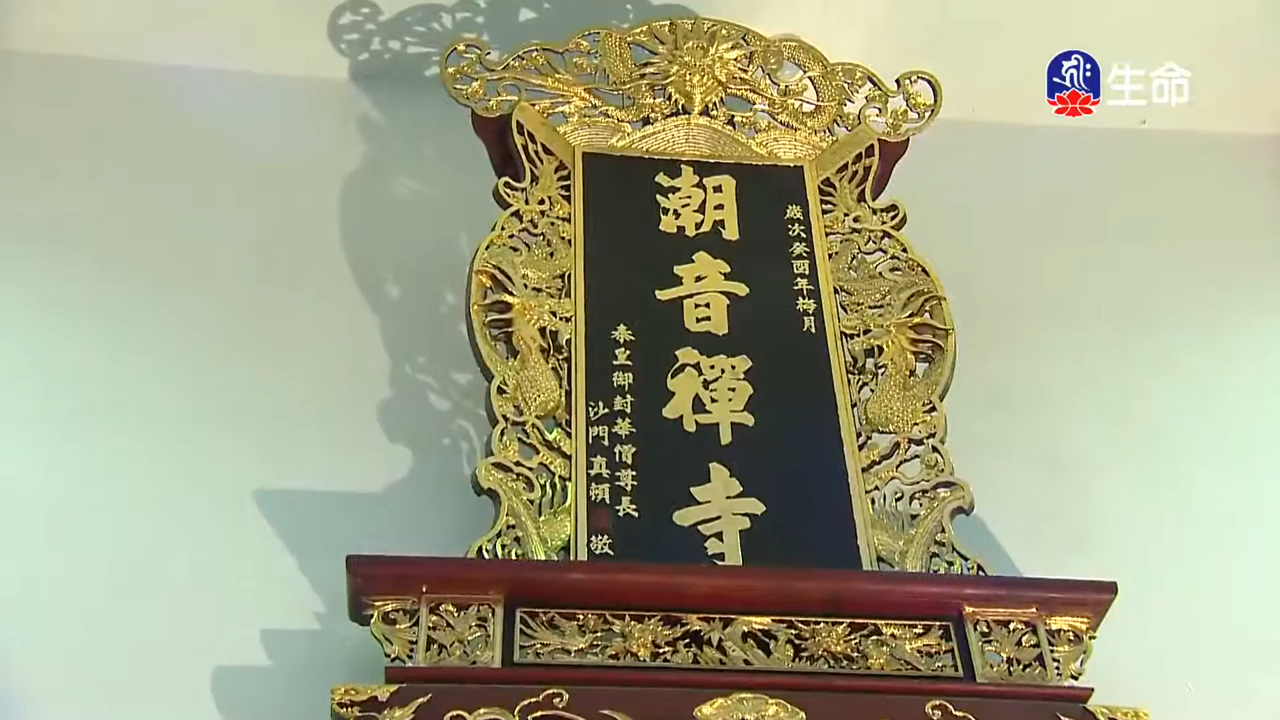 生命
歲次癸酉年梅月
潮音禪寺
泰皇御封華僧尊長
沙門真頓 敬